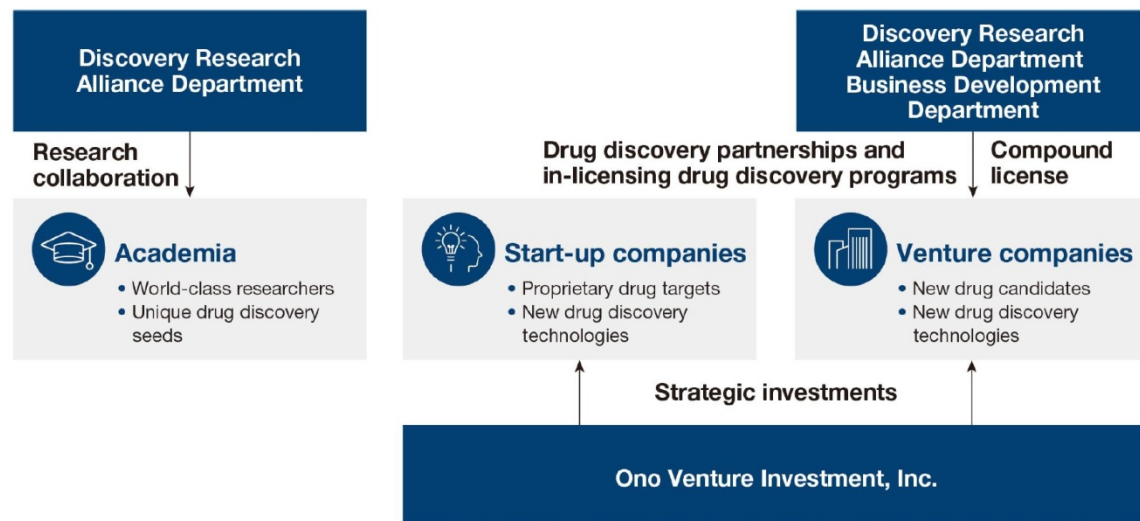 Discovery Research
Alliance Department
Discovery Research
Alliance Department
Business Development
Department
Research
collaboration
Drug discovery partnerships and
in-licensing drug discovery programs
Compound
license
Academia
• World-class researchers
• Unique drug discovery
seeds
Start-up companies
• Proprietary drug targets
• New drug discovery
technologies
Venture companies
• New drug candidates
• New drug discovery
technologies
Strategic investments
Ono Venture Investment, Inc.